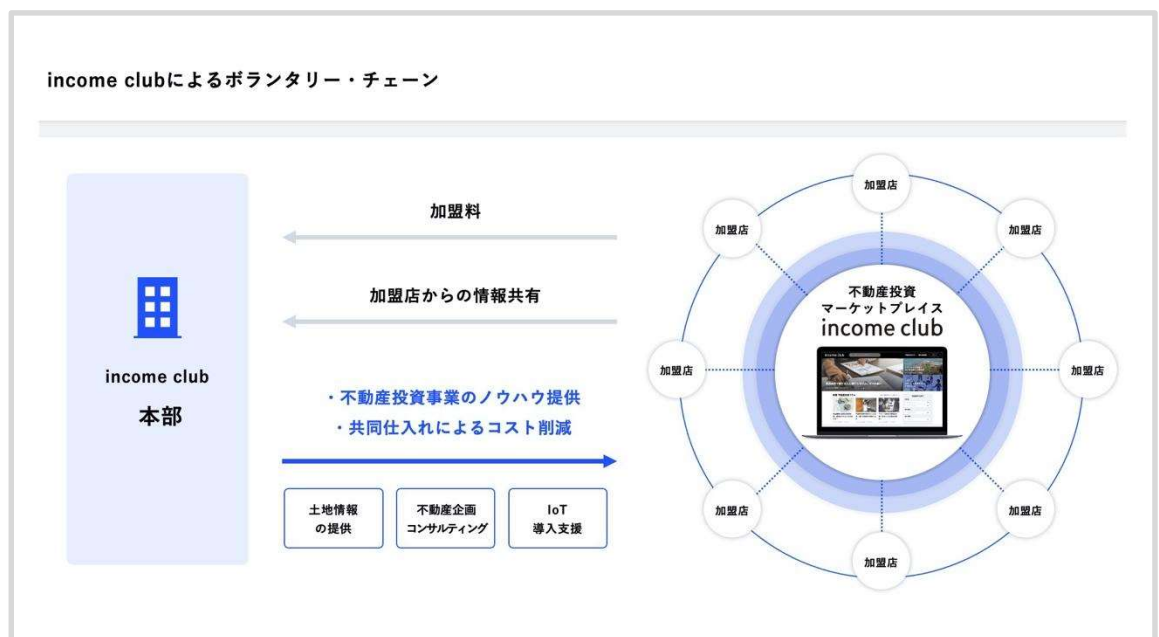 income clubによるボランタリー・チェーン
income club
本部
加盟料
加盟店からの情報共有
・不動産投資事業のノウハウ提供
・共同仕入れによるコスト削減
土地情報
の提供
不動産企画
コンサルティング
IoT
導入支援
加盟店
加盟店
加盟店
加盟店
加盟店
加盟店
加盟店
加盟店
不動産投資
マーケットプレイス
income club